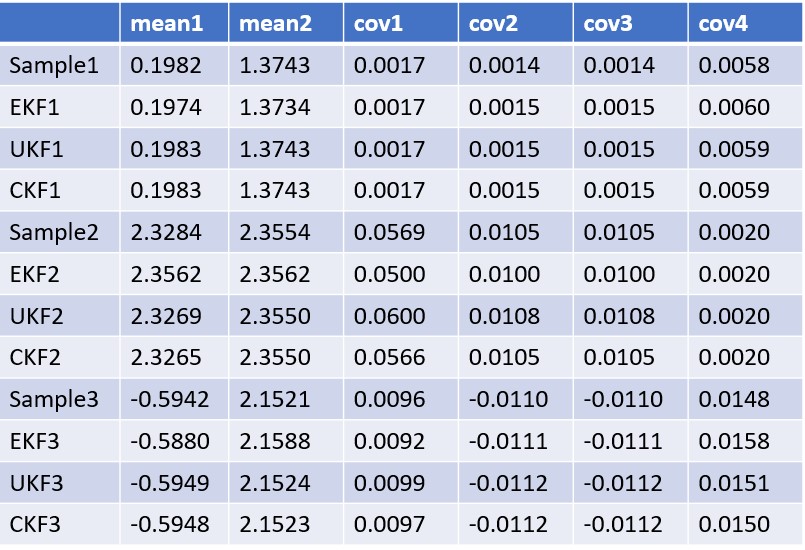 mean1 mean2 cov1 cov2 cov3 cov4
Sample1 0.1982 1.3743 0.0017 0.0014 0.0014 0.0058
EKF1 0.1974 1.3734 0.0017 0.0015 0.0015 0.0060
UKF1 0.1983 1.3743 0.0017 0.0015 0.0015 0.0059
CKF1 0.1983 1.3743 0.0017 0.0015 0.0015 0.0059
Sample2 2.3284 2.3554 0.0569 0.0105 0.0105 0.0020
EKF2 2.3562 2.3562 0.0500 0.0100 0.0100 0.0020
UKF2 2.3269 2.3550 0.0600 0.0108 0.0108 0.0020
CKF2 2.3265 2.3550 0.0566 0.0105 0.0105 0.0020
Sample3 -0.5942 2.1521 0.0096 -0.0110 -0.0110 0.0148
EKF3 -0.5880 2.1588 0.0092 -0.0111 -0.0111 0.0158
UKF3 -0.5949 2.1524 0.0099 -0.0112 -0.0112 0.0151
CKF3 -0.5948 2.1523 0.0097 -0.0112 -0.0112 0.0150